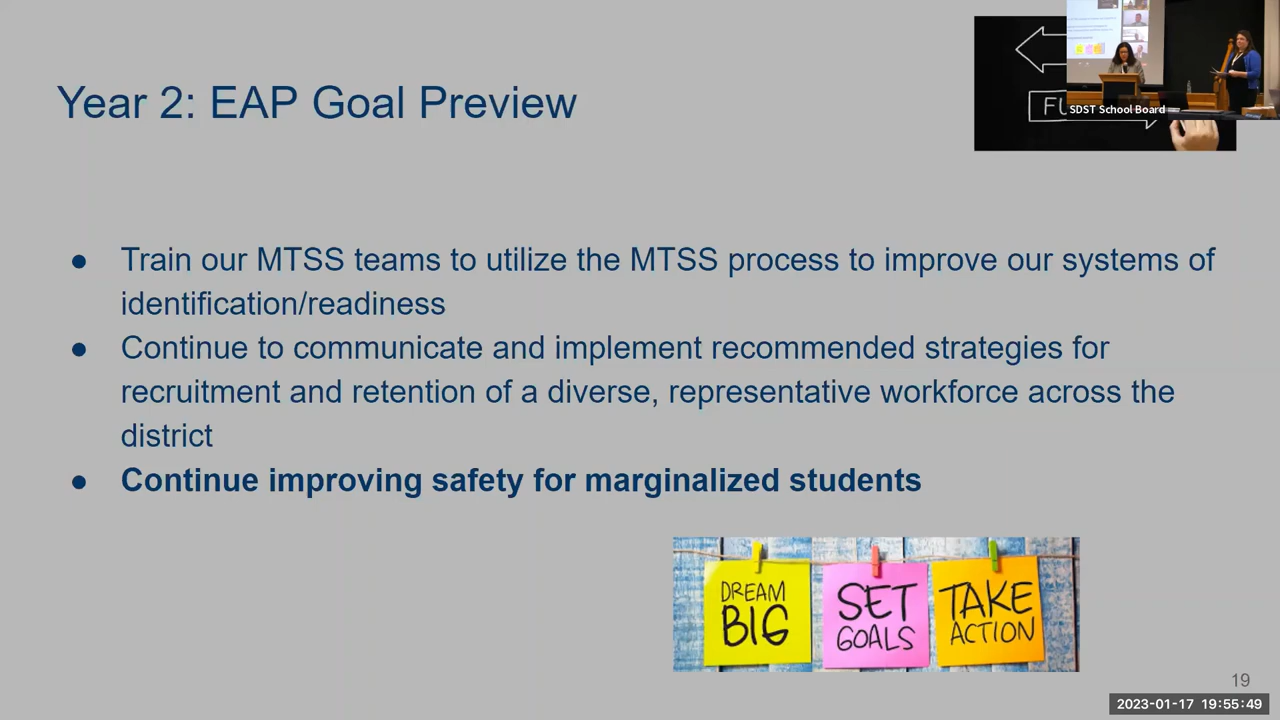 Year 2: EAP Goal Preview
SDST School Board
● Train our MTSS teams to utilize the MTSS process to improve our systems of
identification/readiness
● Continue to communicate and implement recommended strategies for
recruitment and retention of a diverse, representative workforce across the
district
● Continue improving safety for marginalized students
DREAM
BIG
SET
GOALS
TAKE
ACTION
19
2023-01-17 19:55:49